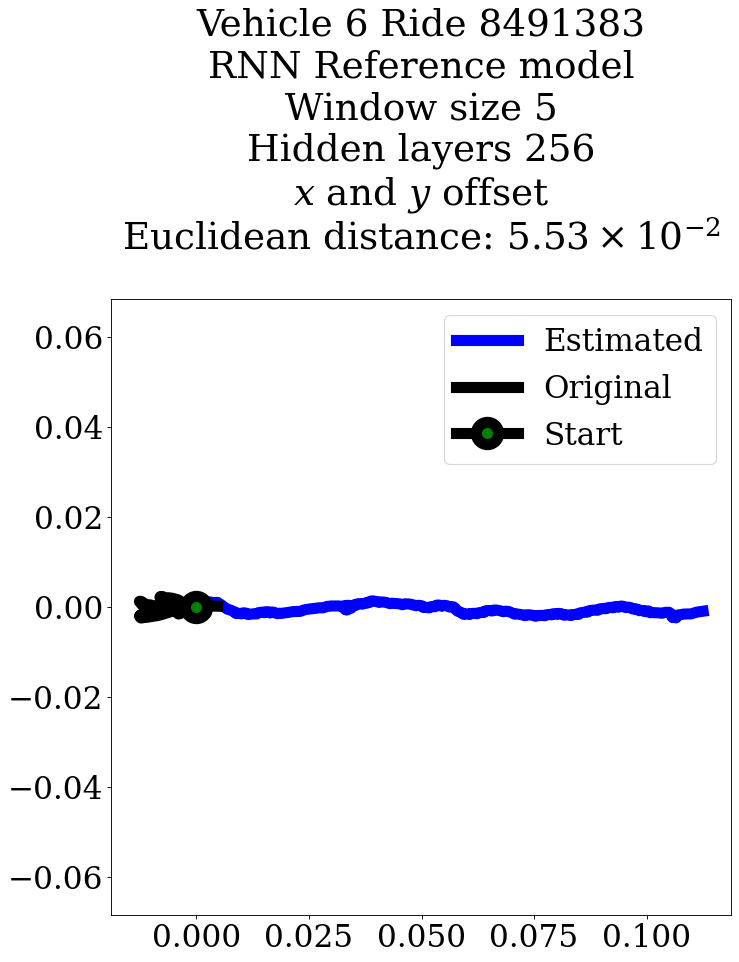 Vehicle 6 Ride 8491383
RNN Reference model
Window size 5
Hidden layers 256
x and y offset
Euclidean distance: 5.53 × 10⁻²
Estimated
Original
Start
0.06
0.04
0.02
0.00
−0.02
−0.04
−0.06
0.000 0.025 0.050 0.075 0.100